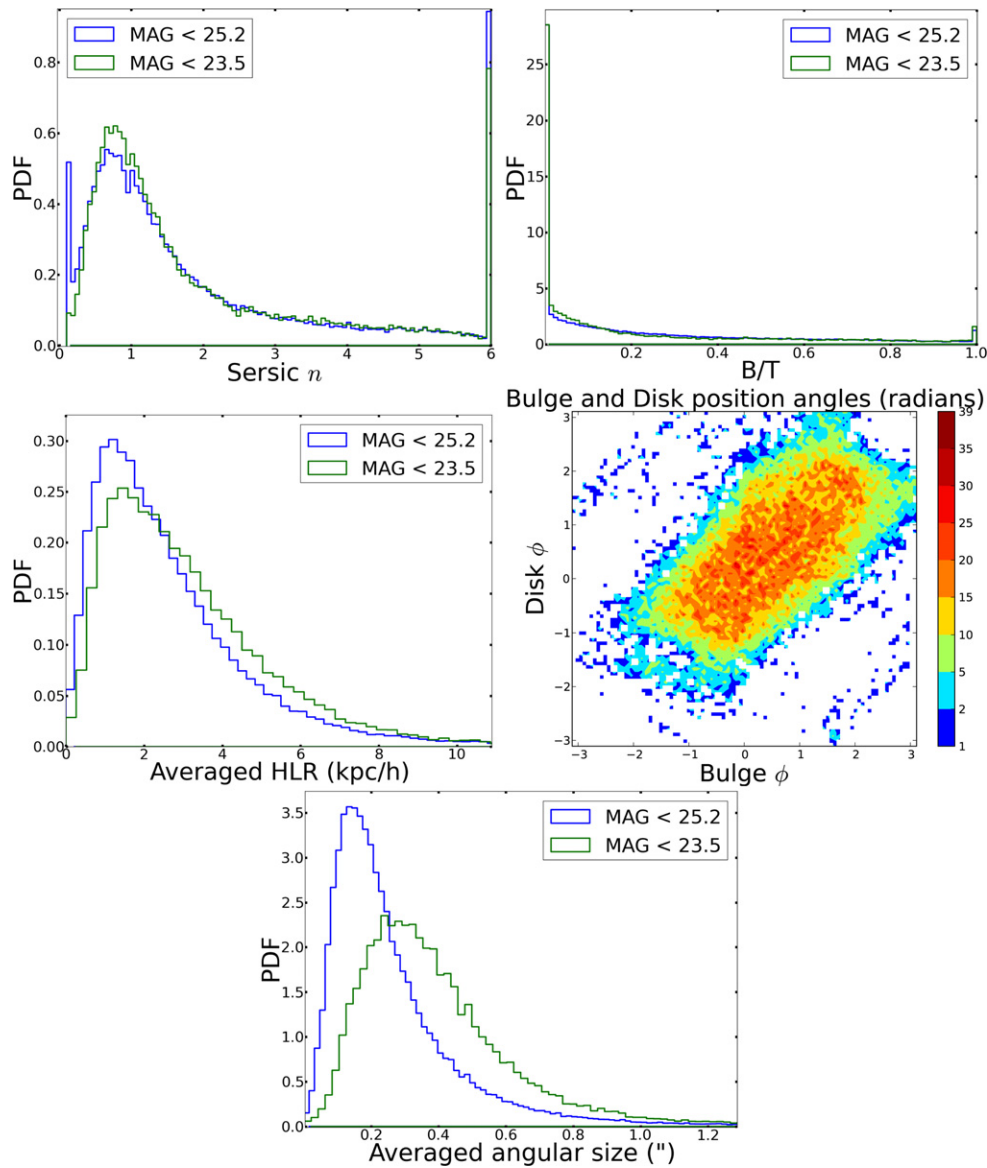 MAG < 25.2
MAG < 23.5
PDF
0.8
0.6
0.4
0.2
0.0
0 1 2 3 4 5 6
Sersic n
MAG < 25.2
MAG < 23.5
PDF
25
20
15
10
5
0
0.2 0.4 0.6 0.8 1.0
B/T
MAG < 25.2
MAG < 23.5
PDF
0.30
0.25
0.20
0.15
0.10
0.05
0.00
0 2 4 6 8 10
Averaged HLR (kpc/h)
Bulge and Disk position angles (radians)
Disk ϕ
3
2
1
0
−1
−2
−3
−3 −2 −1 0 1 2 3
Bulge ϕ
39
35
30
25
20
15
10
5
2
1
MAG < 25.2
MAG < 23.5
PDF
3.5
3.0
2.5
2.0
1.5
1.0
0.5
0.0
0.2 0.4 0.6 0.8 1.0 1.2
Averaged angular size (")